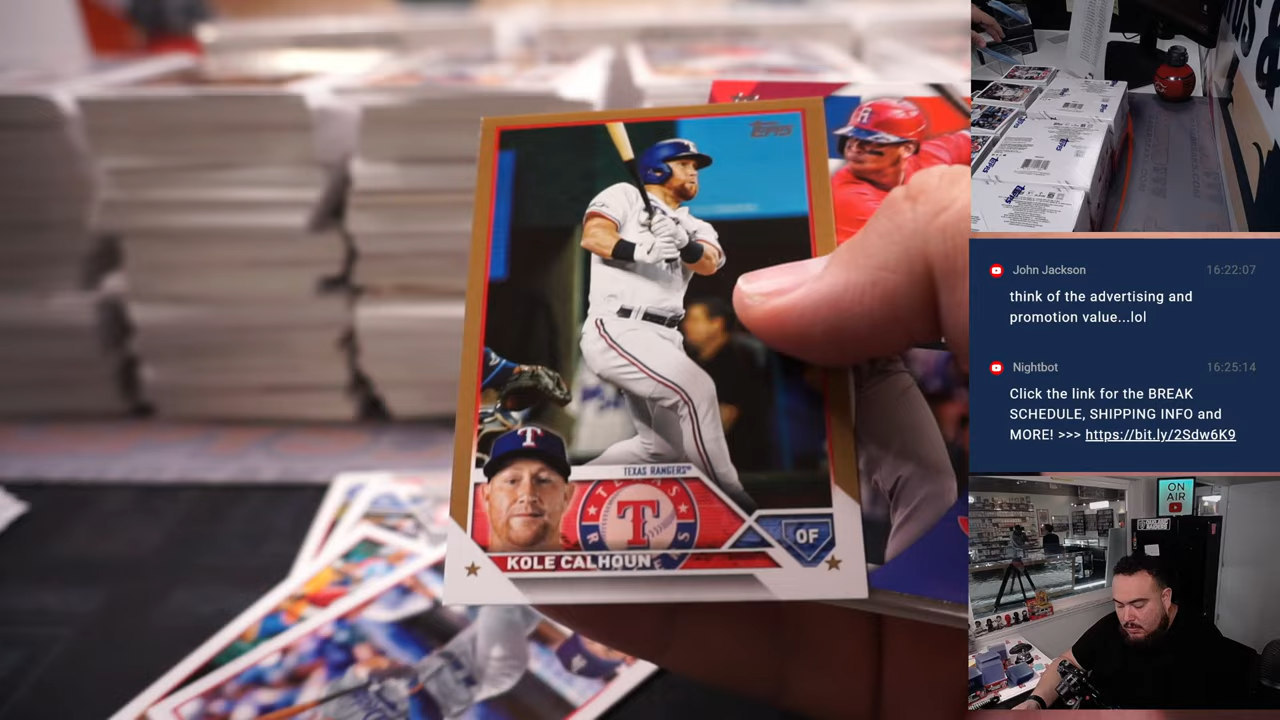 Topps
TEXAS RANGERS
T
OF
KOLE CALHOUN
John Jackson 16:22:07
think of the advertising and
promotion value...lol
Nightbot 16:25:14
Click the link for the BREAK
SCHEDULE, SHIPPING INFO and
MORE! >>> https://bit.ly/2Sdw6K9
ON
AIR